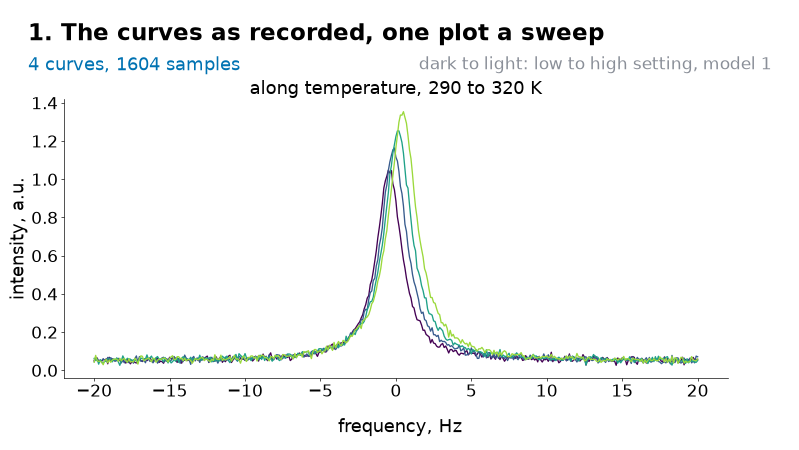 1. The curves as recorded, one plot a sweep
4 curves, 1604 samples
dark to light: low to high setting, model 1
along temperature, 290 to 320 K
1.4
1.2
1.0
0.8
0.6
0.4
0.2
0.0
intensity, a.u.
−20 −15 −10 −5 0 5 10 15 20
frequency, Hz